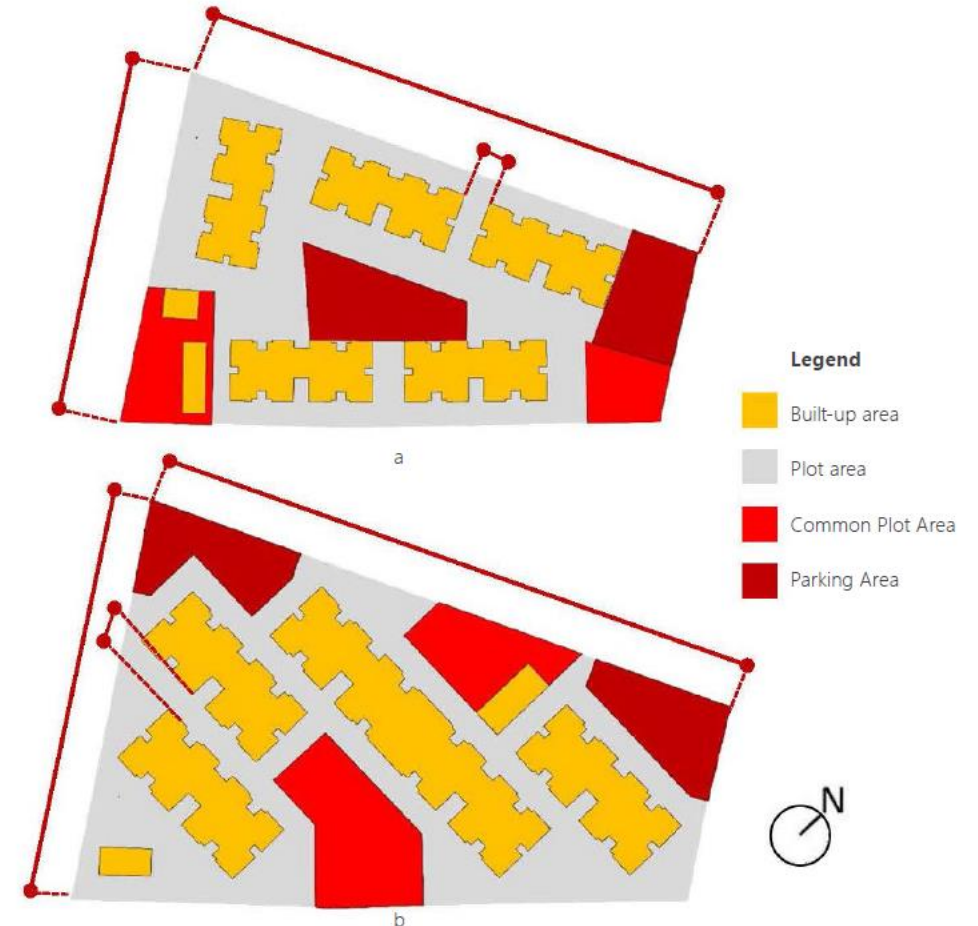 Legend
Built-up area
Plot area
Common Plot Area
Parking Area
a
N
b